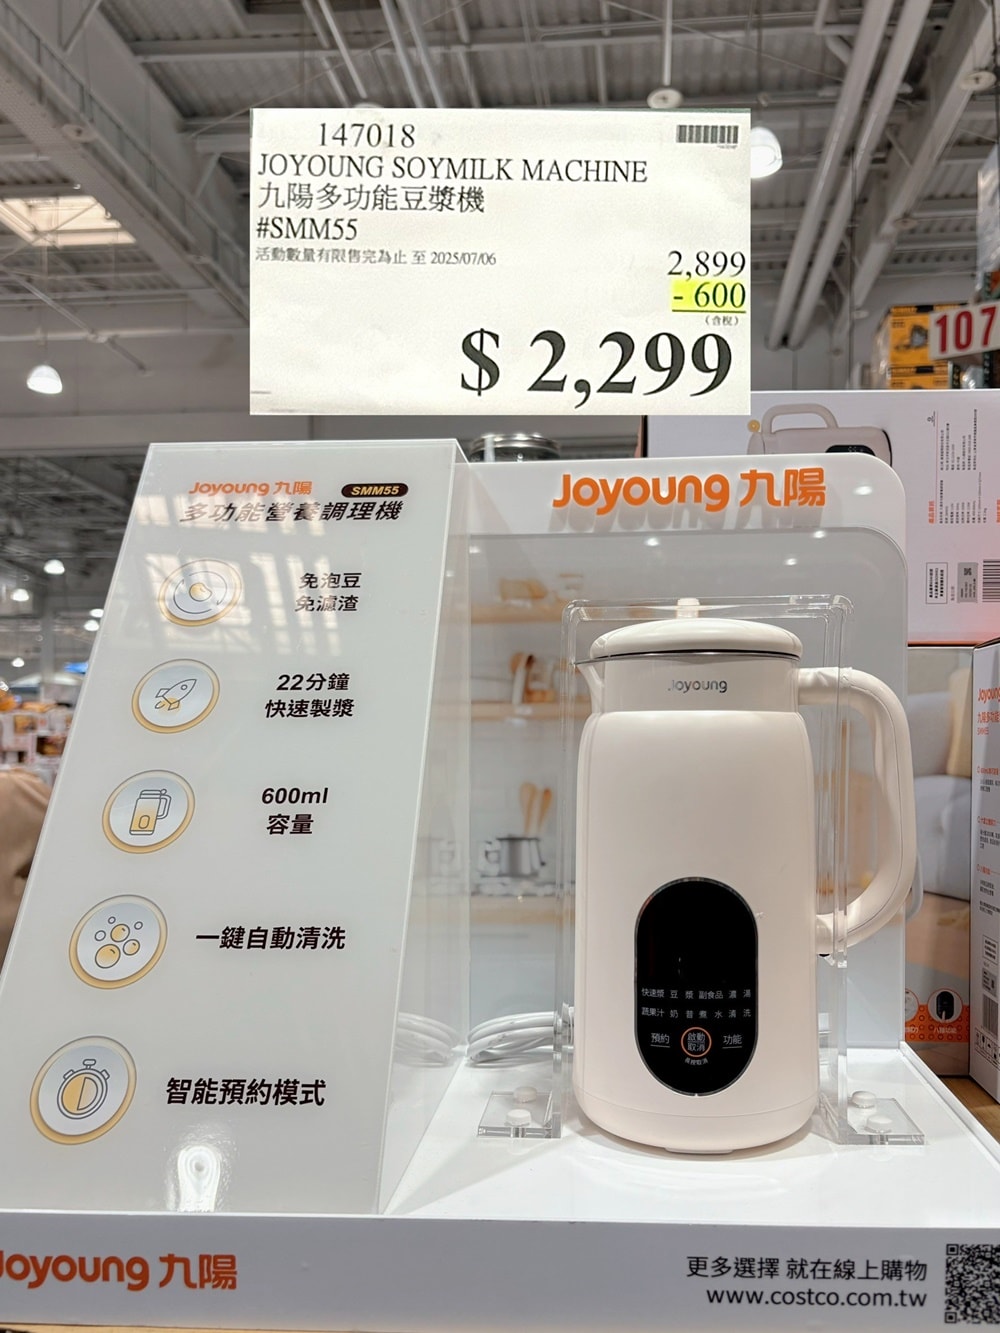 147018
JOYOUNG SOYMILK MACHINE
九陽多功能豆漿機
#SMM55
活動數量有限售完為止 至 2025/07/06
2,899
- 600
(含稅)
$ 2,299
107
Joyoung 九陽 SMM55
多功能營養調理機
免泡豆
免濾渣
22分鐘
快速製漿
600ml
容量
一鍵自動清洗
智能預約模式
Joyoung 九陽
Joyoung
快速漿 豆漿 副食品 濃湯
蔬果汁 奶昔 煮水 清洗
預約 啟動 功能
取消
Joyoung 九陽
更多選擇 就在線上購物
www.costco.com.tw